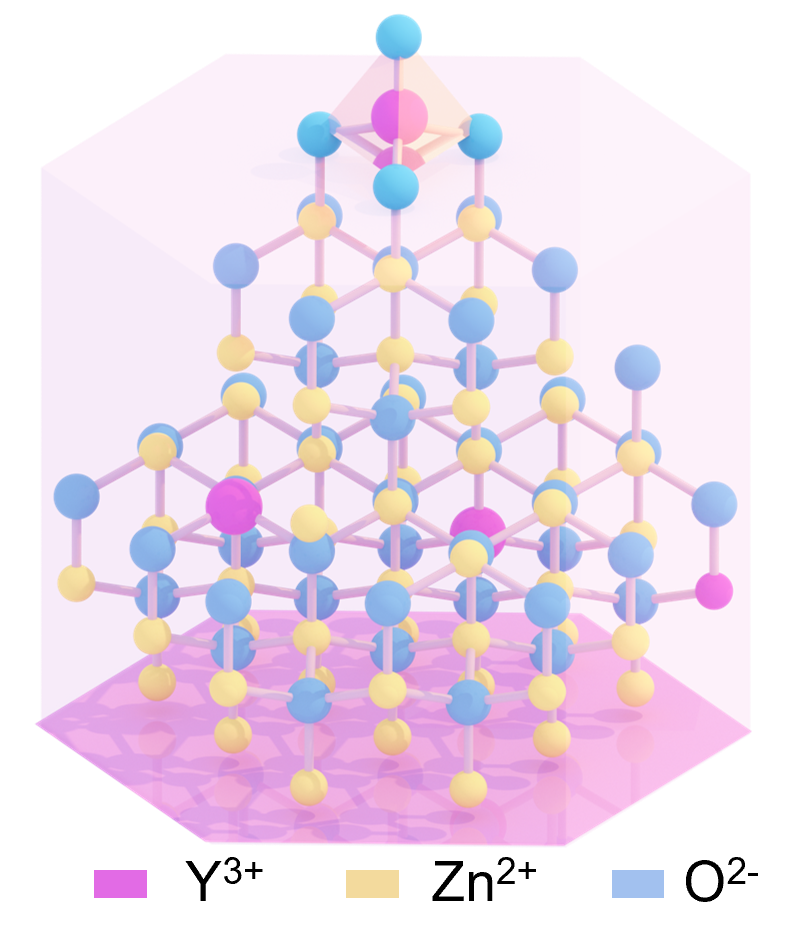 Y³⁺ Zn²⁺ O²⁻